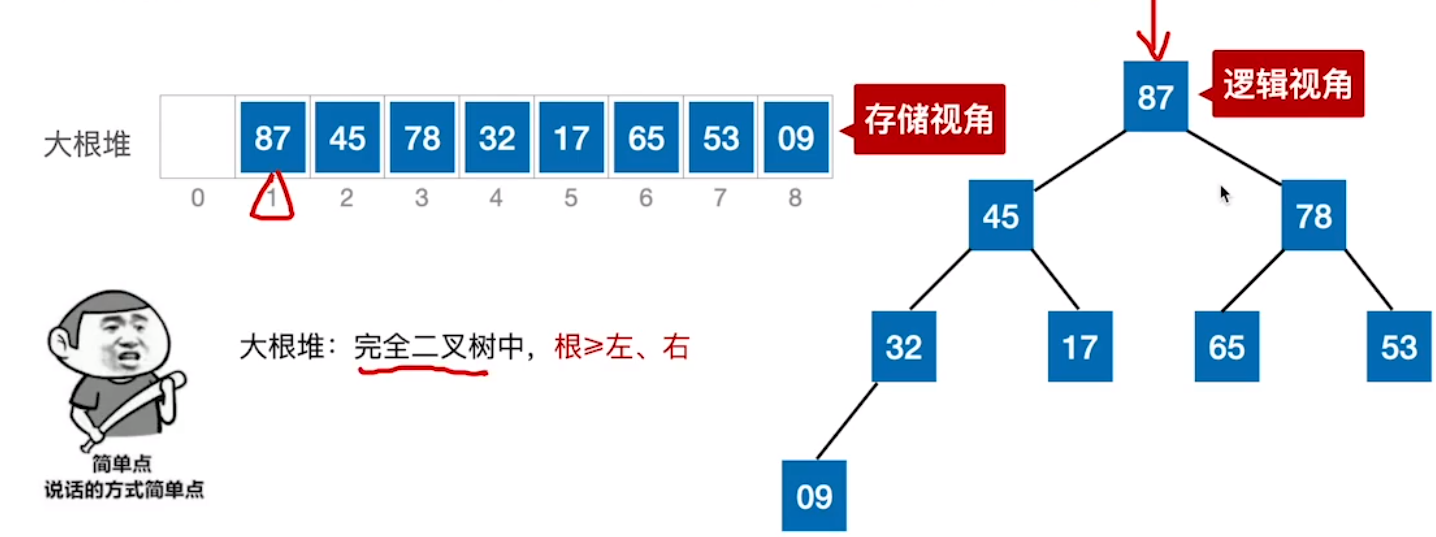 大根堆
87 45 78 32 17 65 53 09
0 1 2 3 4 5 6 7 8
存储视角
逻辑视角
87
45 78
32 17 65 53
09
大根堆：完全二叉树中，根≥左、右
简单点
说话的方式简单点